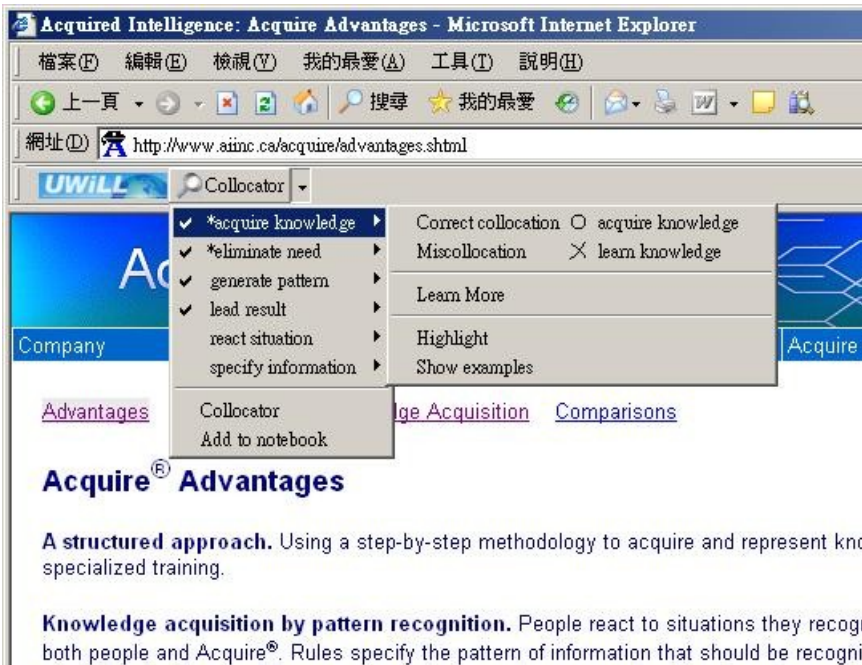 Acquired Intelligence: Acquire Advantages - Microsoft Internet Explorer
檔案(F) 編輯(E) 檢視(V) 我的最愛(A) 工具(T) 說明(H)
上一頁 搜尋 我的最愛
網址(D) http://www.aiinc.ca/acquire/advantages.shtml
UWiLL Collocator
*acquire knowledge
*eliminate need
generate pattern
lead result
react situation
specify information
Collocator
Add to notebook
Correct collocation O acquire knowledge
Miscollocation X learn knowledge
Learn More
Highlight
Show examples
Ac
Company Acquire
Advantages ge Acquisition Comparisons
Acquire® Advantages
A structured approach. Using a step-by-step methodology to acquire and represent kno
specialized training.
Knowledge acquisition by pattern recognition. People react to situations they recogn
both people and Acquire®. Rules specify the pattern of information that should be recogni